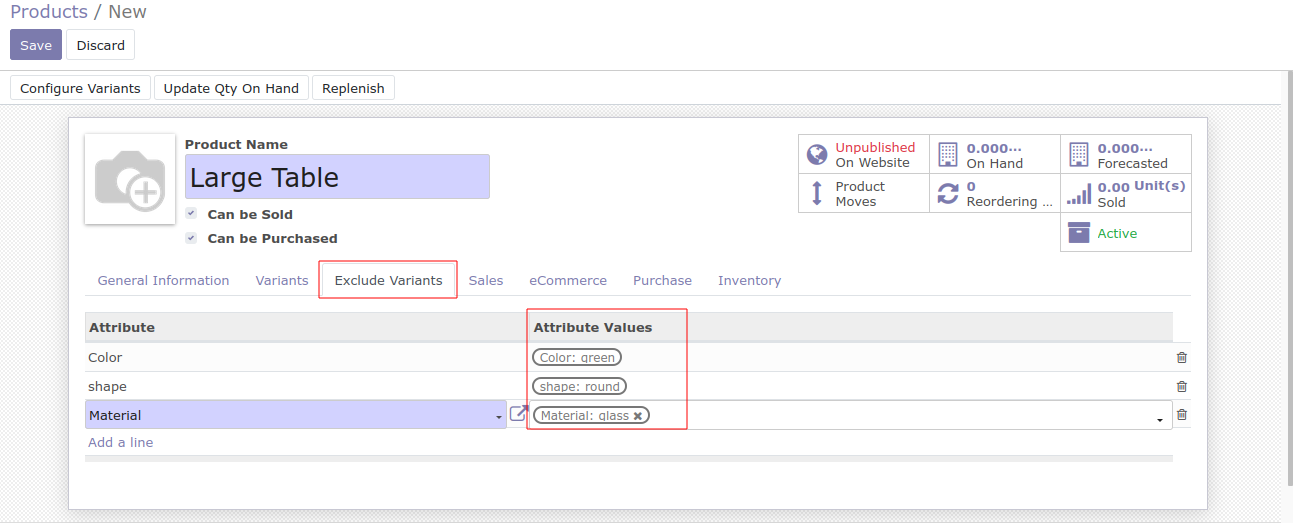 Products / New
Save Discard
Configure Variants Update Qty On Hand Replenish
Product Name
Large Table
Can be Sold
Can be Purchased
Unpublished
On Website
0.000...
On Hand
0.000...
Forecasted
Product
Moves
0
Reordering ...
0.00 Unit(s)
Sold
Active
General Information Variants Exclude Variants Sales eCommerce Purchase Inventory
Attribute Attribute Values
Color Color: green
shape shape: round
Material Material: glass
Add a line